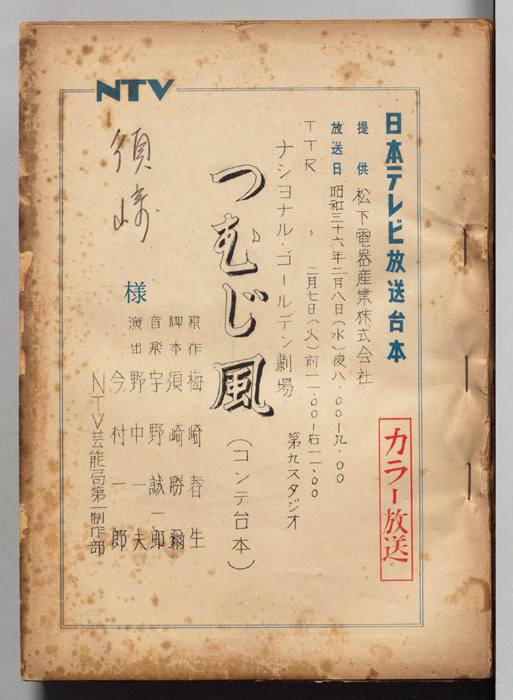 NTV
日本テレビ放送台本
カラー放送
提供 松下電器産業株式会社
放送日 昭和三十六年二月八日(水)夜八.〇〇―九.〇〇
TTR 〃 二月七日(火)前一一.〇〇―右一一.〇〇
ナショナル・ゴールデン劇場 第九スタジオ
つむじ風(コンテ台本)
原作 梅崎春生
脚本 須崎勝彌
音楽 宇野誠一郎
演出 野中一夫
今村一郎
NTV芸能局第一制作部
須崎
様